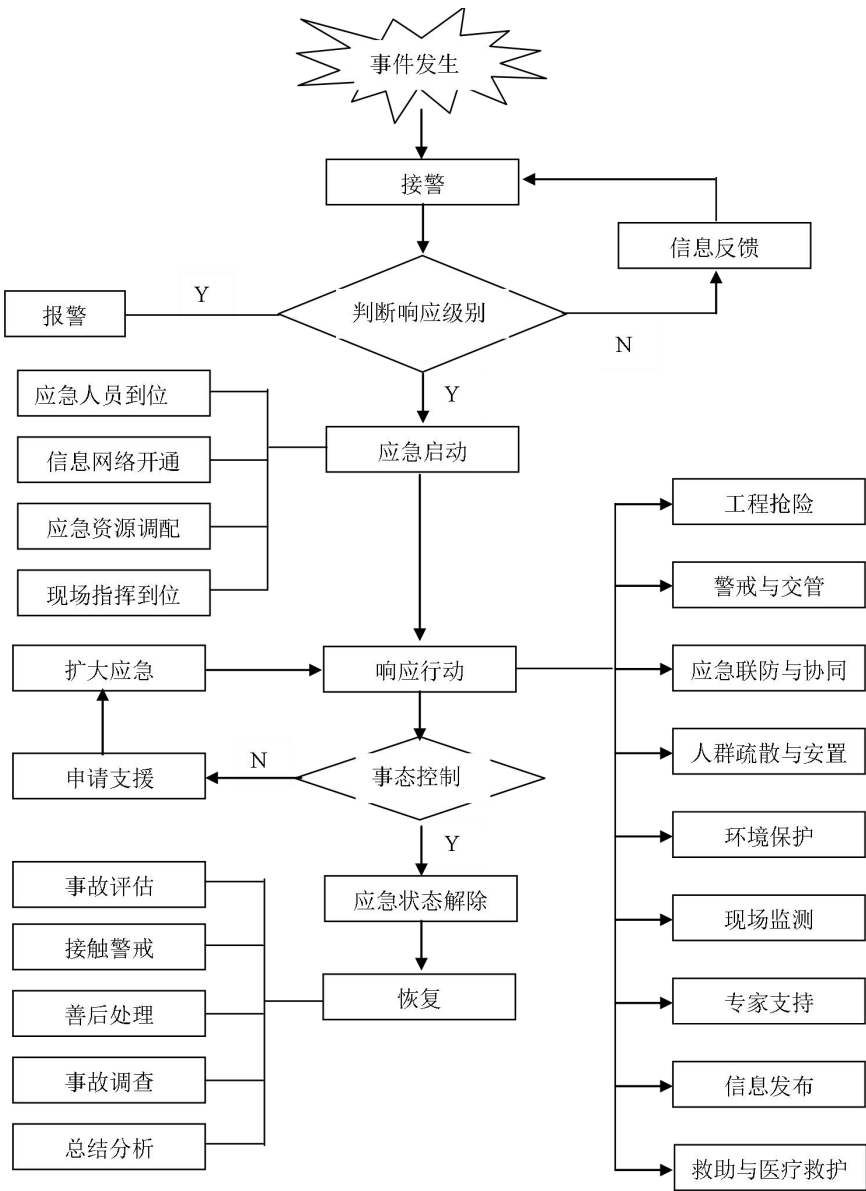 事件发生
接警
信息反馈
Y
报警
判断响应级别
N
Y
应急人员到位
应急启动
信息网络开通
应急资源调配
现场指挥到位
工程抢险
警戒与交管
扩大应急
响应行动
应急联防与协同
人群疏散与安置
N
申请支援
事态控制
Y
环境保护
事故评估
应急状态解除
现场监测
接触警戒
善后处理
恢复
专家支持
事故调查
信息发布
总结分析
救助与医疗救护